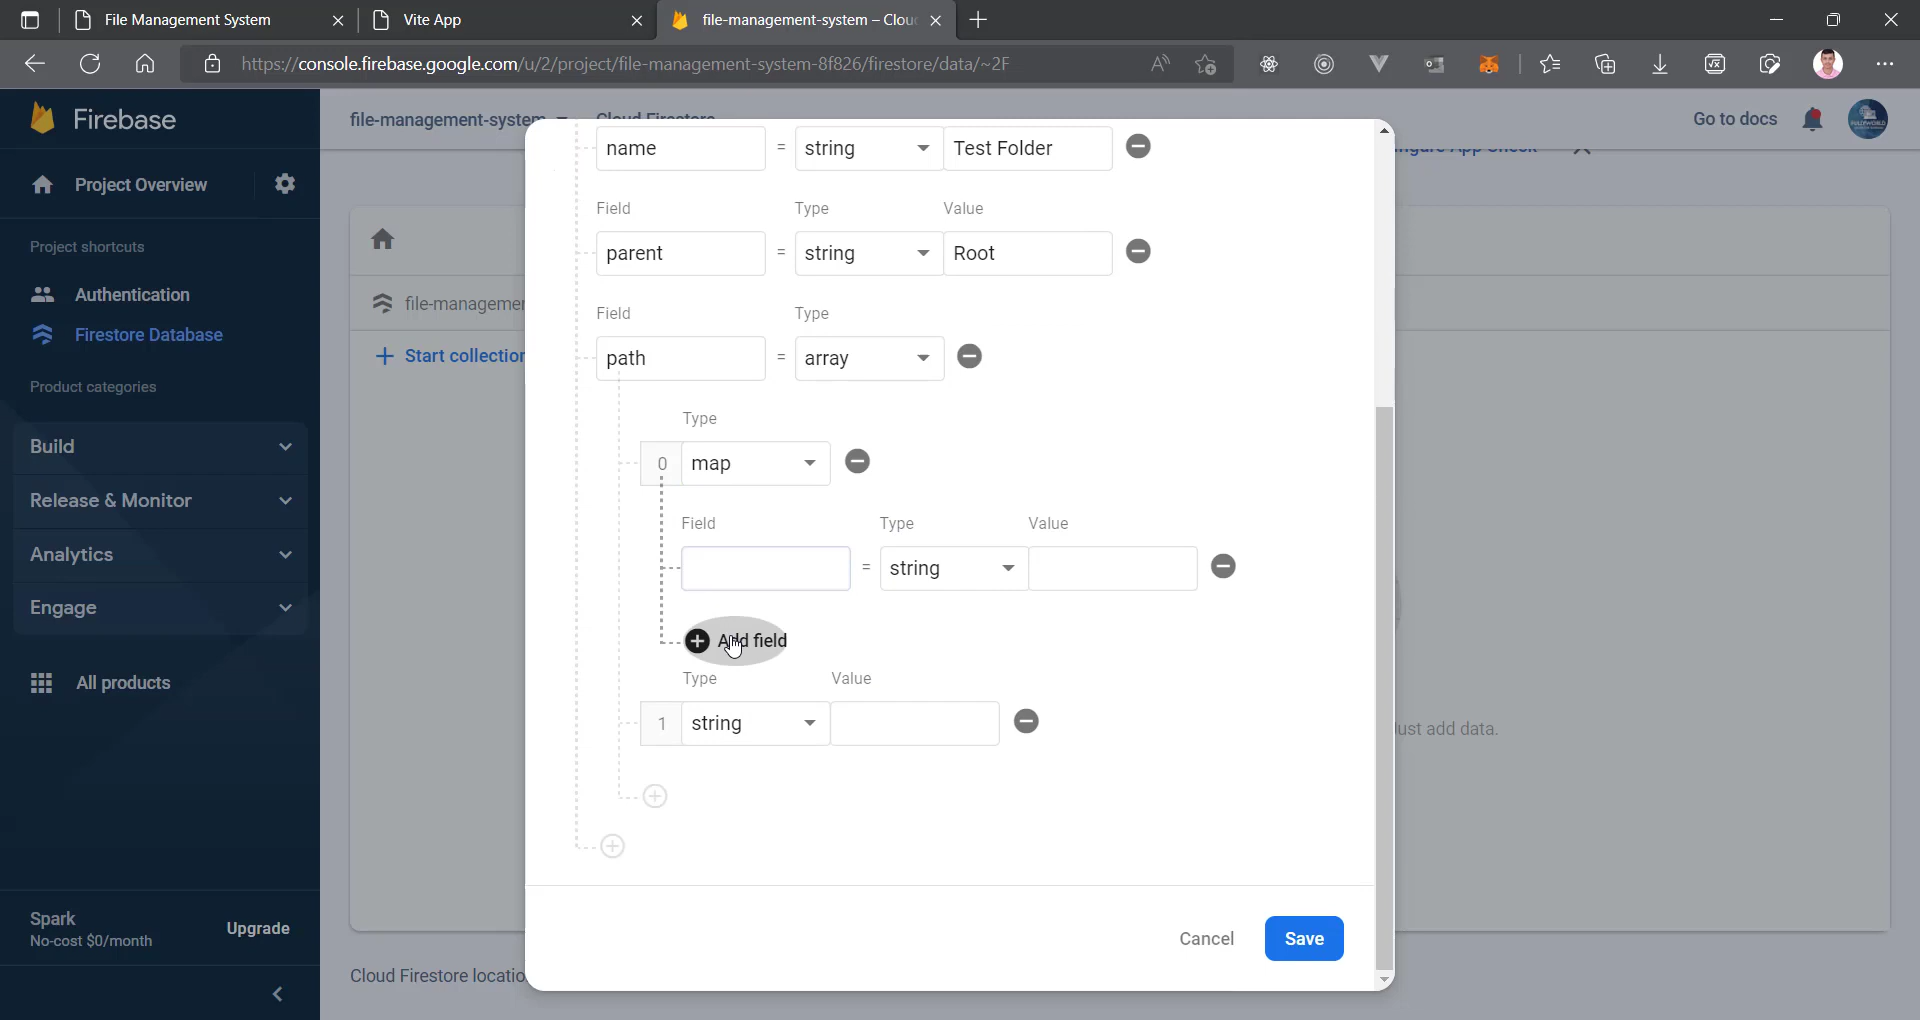 File Management System
Vite App
file-management-system – Clou
https://console.firebase.google.com/u/2/project/file-management-system-8f826/firestore/data/~2F
Firebase
file-management-system
Cloud Firestore
Go to docs
Project Overview
Project shortcuts
Authentication
Firestore Database
Product categories
Build
Release & Monitor
Analytics
Engage
All products
Spark
No-cost $0/month
Upgrade
file-managemen
Start collection
Cloud Firestore locatio
name = string Test Folder
Field Type Value
parent = string Root
Field Type
path = array
Type
0 map
Field Type Value
= string
Add field
Type Value
1 string
Cancel Save
Just add data.